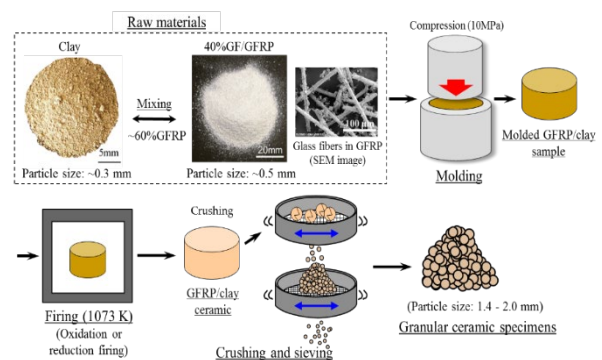 Raw materials
Clay
40%GF/GFRP
Mixing
~60%GFRP
5mm
20mm
100 μm
Glass fibers in GFRP
(SEM image)
Particle size: ~0.3 mm
Particle size: ~0.5 mm
Compression (10MPa)
Molding
Molded GFRP/clay
sample
Firing (1073 K)
(Oxidation or
reduction firing)
Crushing
GFRP/clay
ceramic
Crushing and sieving
(Particle size: 1.4 - 2.0 mm)
Granular ceramic specimens